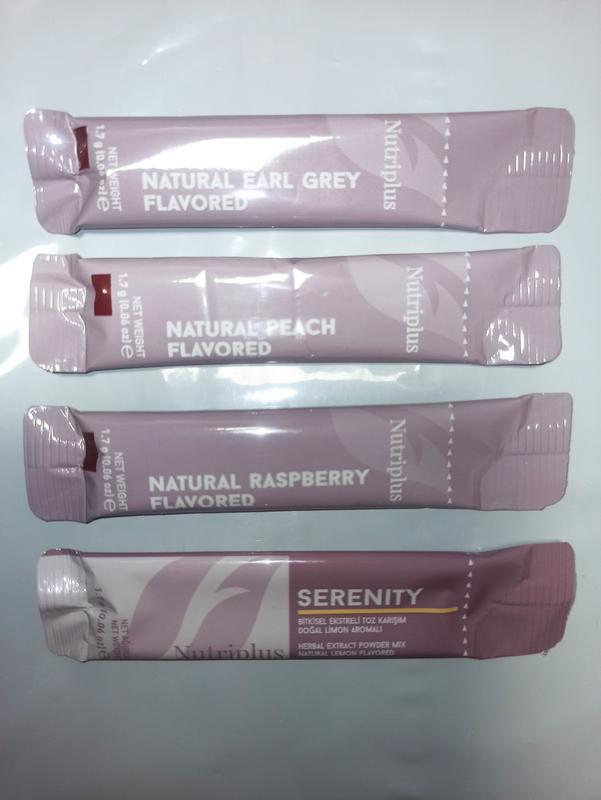 NATURAL EARL GREY
FLAVORED
NET WEIGHT
Nutriplus
NATURAL PEACH
FLAVORED
NET WEIGHT
1.7 g (0.06 oz) e
Nutriplus
NATURAL RASPBERRY
FLAVORED
NET WEIGHT
1.7 g (0.06 oz) e
Nutriplus
Nutriplus
SERENITY
BİTKİSEL EKSTRELİ TOZ KARIŞIM
DOĞAL LİMON AROMALI
HERBAL EXTRACT POWDER MIX
NATURAL LEMON FLAVORED